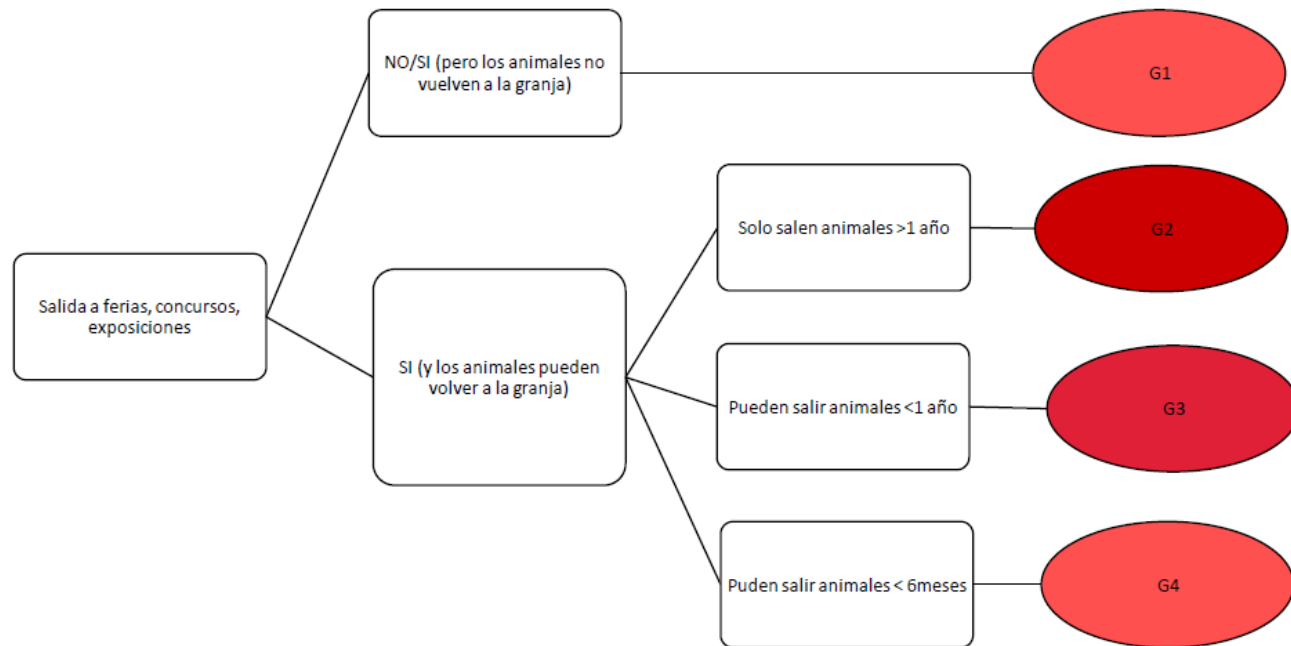 NO/SI (pero los animales no
vuelven a la granja)
G1
Solo salen animales >1 año
G2
Salida a ferias, concursos,
exposiciones
SI (y los animales pueden
volver a la granja)
Pueden salir animales <1 año
G3
Puden salir animales < 6meses
G4